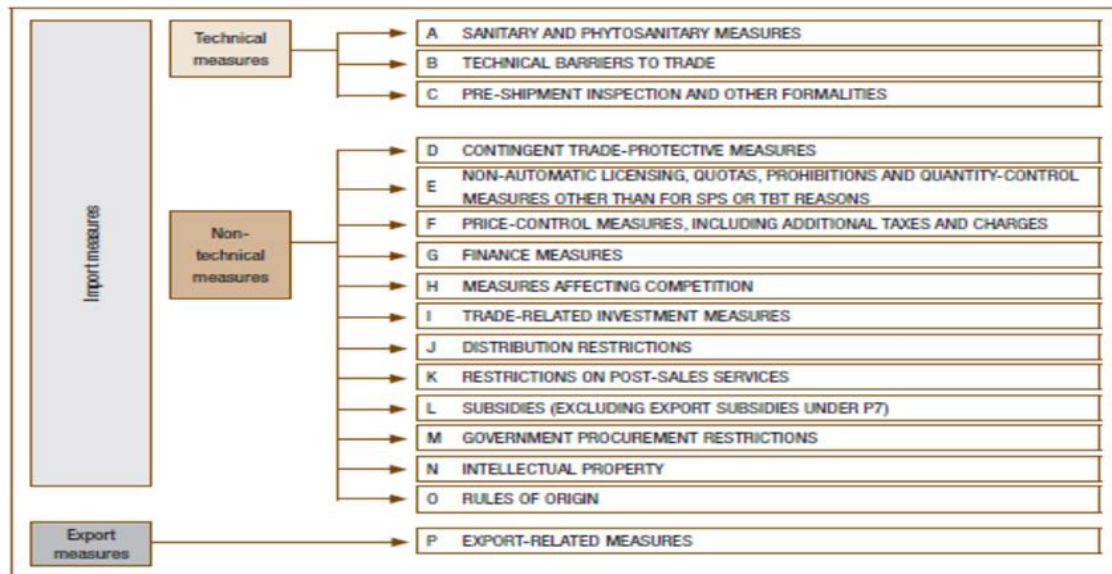 Import measures
Technical
measures
A SANITARY AND PHYTOSANITARY MEASURES
B TECHNICAL BARRIERS TO TRADE
C PRE-SHIPMENT INSPECTION AND OTHER FORMALITIES
Non-
technical
measures
D CONTINGENT TRADE-PROTECTIVE MEASURES
E NON-AUTOMATIC LICENSING, QUOTAS, PROHIBITIONS AND QUANTITY-CONTROL
MEASURES OTHER THAN FOR SPS OR TBT REASONS
F PRICE-CONTROL MEASURES, INCLUDING ADDITIONAL TAXES AND CHARGES
G FINANCE MEASURES
H MEASURES AFFECTING COMPETITION
I TRADE-RELATED INVESTMENT MEASURES
J DISTRIBUTION RESTRICTIONS
K RESTRICTIONS ON POST-SALES SERVICES
L SUBSIDIES (EXCLUDING EXPORT SUBSIDIES UNDER P7)
M GOVERNMENT PROCUREMENT RESTRICTIONS
N INTELLECTUAL PROPERTY
O RULES OF ORIGIN
Export
measures
P EXPORT-RELATED MEASURES